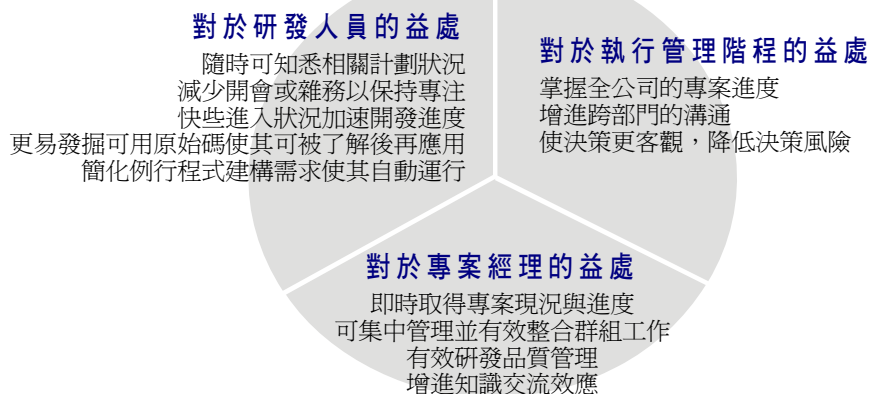 對於研發人員的益處
隨時可知悉相關計劃狀況
減少開會或雜務以保持專注
快些進入狀況加速開發進度
更易發掘可用原始碼使其可被了解後再應用
簡化例行程式建構需求使其自動運行
對於執行管理階程的益處
掌握全公司的專案進度
增進跨部門的溝通
使決策更客觀，降低決策風險
對於專案經理的益處
即時取得專案現況與進度
可集中管理並有效整合群組工作
有效研發品質管理
增進知識交流效應